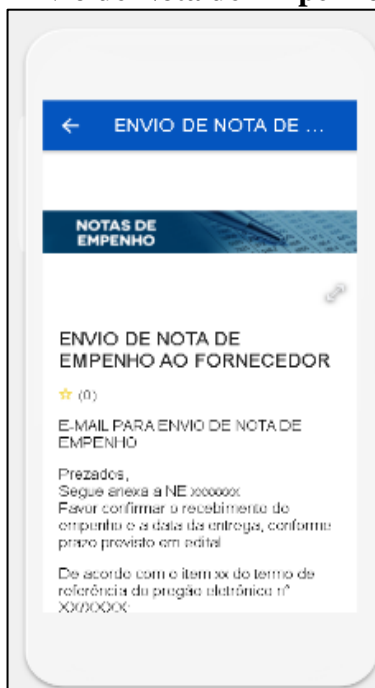 ENVIO DE NOTA DE ...
NOTAS DE
EMPENHO
ENVIO DE NOTA DE
EMPENHO AO FORNECEDOR
(0)
E-MAIL PARA ENVIO DE NOTA DE
EMPENHO
Prezados,
Segue anexa a NE xxxxxxx
Favor confirmar o recebimento do
empenho e a data da entrega, conforme
prazo previsto em edital
De acordo com o item xx do termo de
referência do pregão eletrônico nº
XX/XXXX: